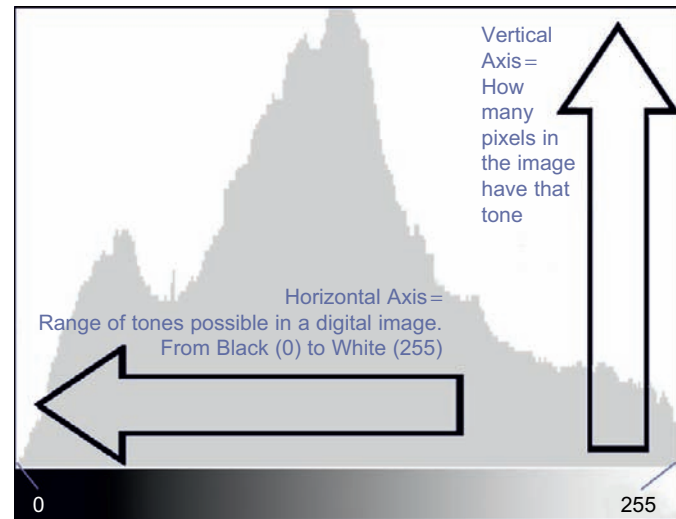 Vertical
Axis=
How
many
pixels in
the image
have that
tone
Horizontal Axis=
Range of tones possible in a digital image.
From Black (0) to White (255)
0
255